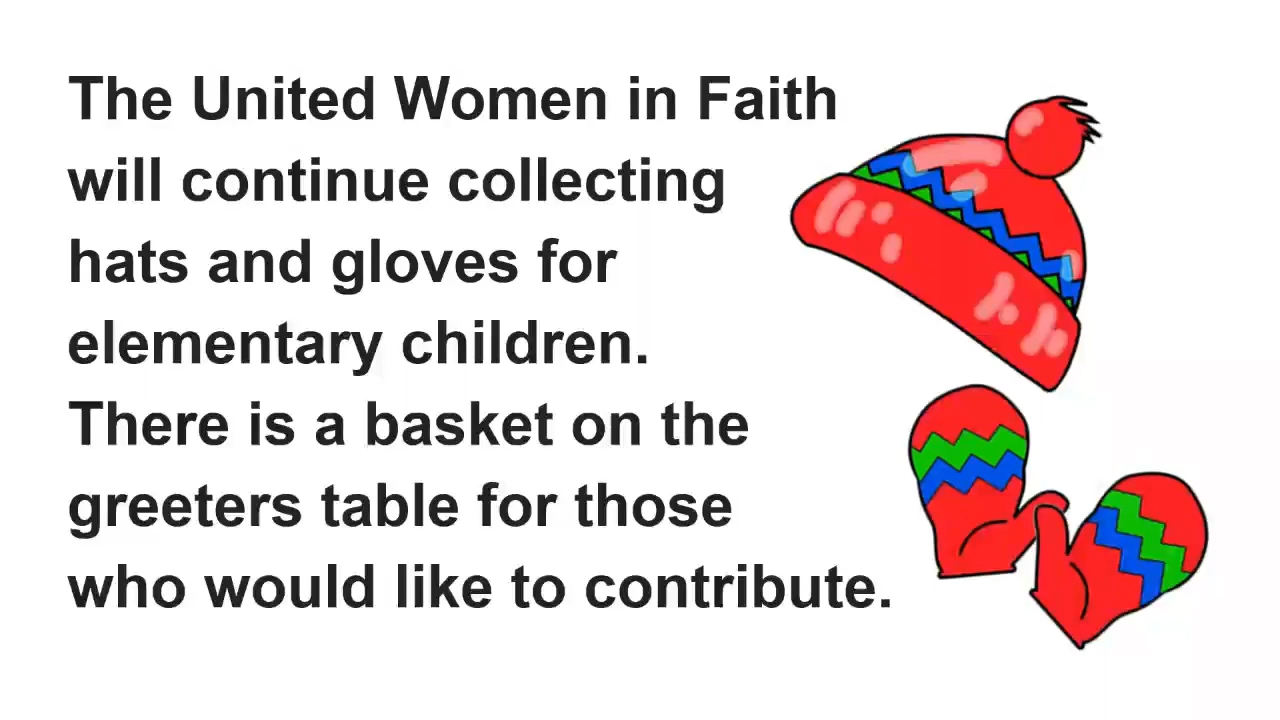 The United Women in Faith
will continue collecting
hats and gloves for
elementary children.
There is a basket on the
greeters table for those
who would like to contribute.